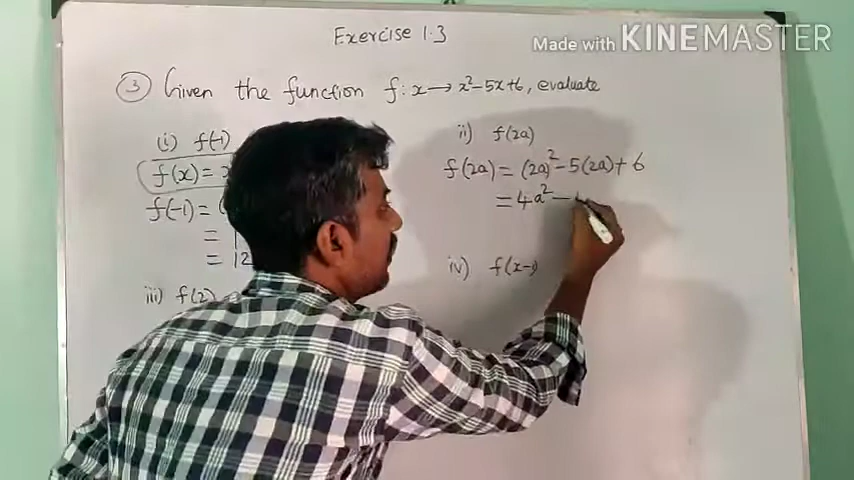 Exercise 1.3
Made with KINEMASTER
③ Given the function f : x → x²-5x+6, evaluate
(i) f(-1)
f(x) =
f(-1) = (
=
= 12
ii) f(2a)
f(2a) = (2a)² - 5(2a) + 6
= 4a² -
iii) f(2)
iv) f(x-1)